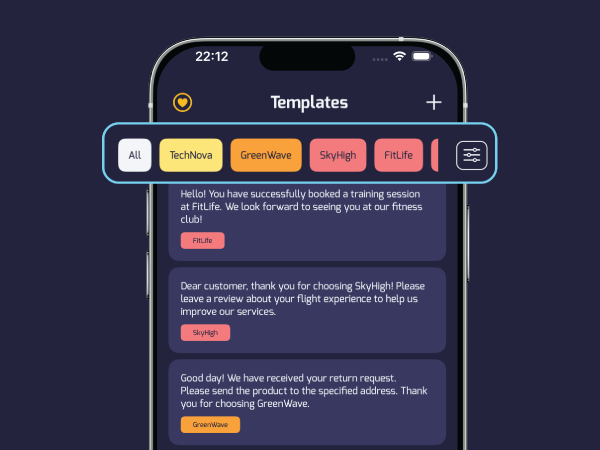 22:12
Templates
All TechNova GreenWave SkyHigh FitLife
Hello! You have successfully booked a training session
at FitLife. We look forward to seeing you at our fitness
club!
FitLife
Dear customer, thank you for choosing SkyHigh! Please
leave a review about your flight experience to help us
improve our services.
SkyHigh
Good day! We have received your return request.
Please send the product to the specified address. Thank
you for choosing GreenWave.
GreenWave